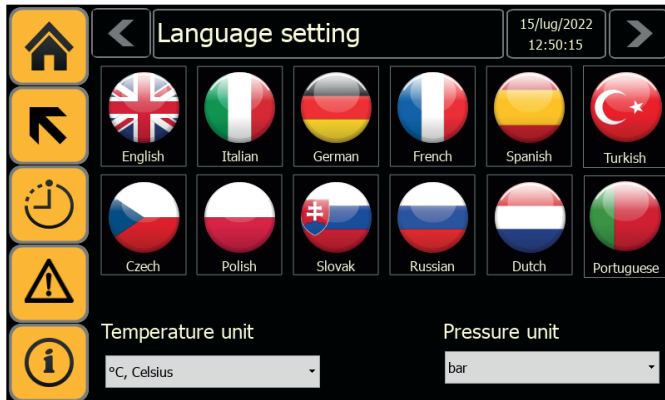 Language setting
15/lug/2022
12:50:15
English Italian German French Spanish Turkish
Czech Polish Slovak Russian Dutch Portuguese
Temperature unit Pressure unit
°C, Celsius bar